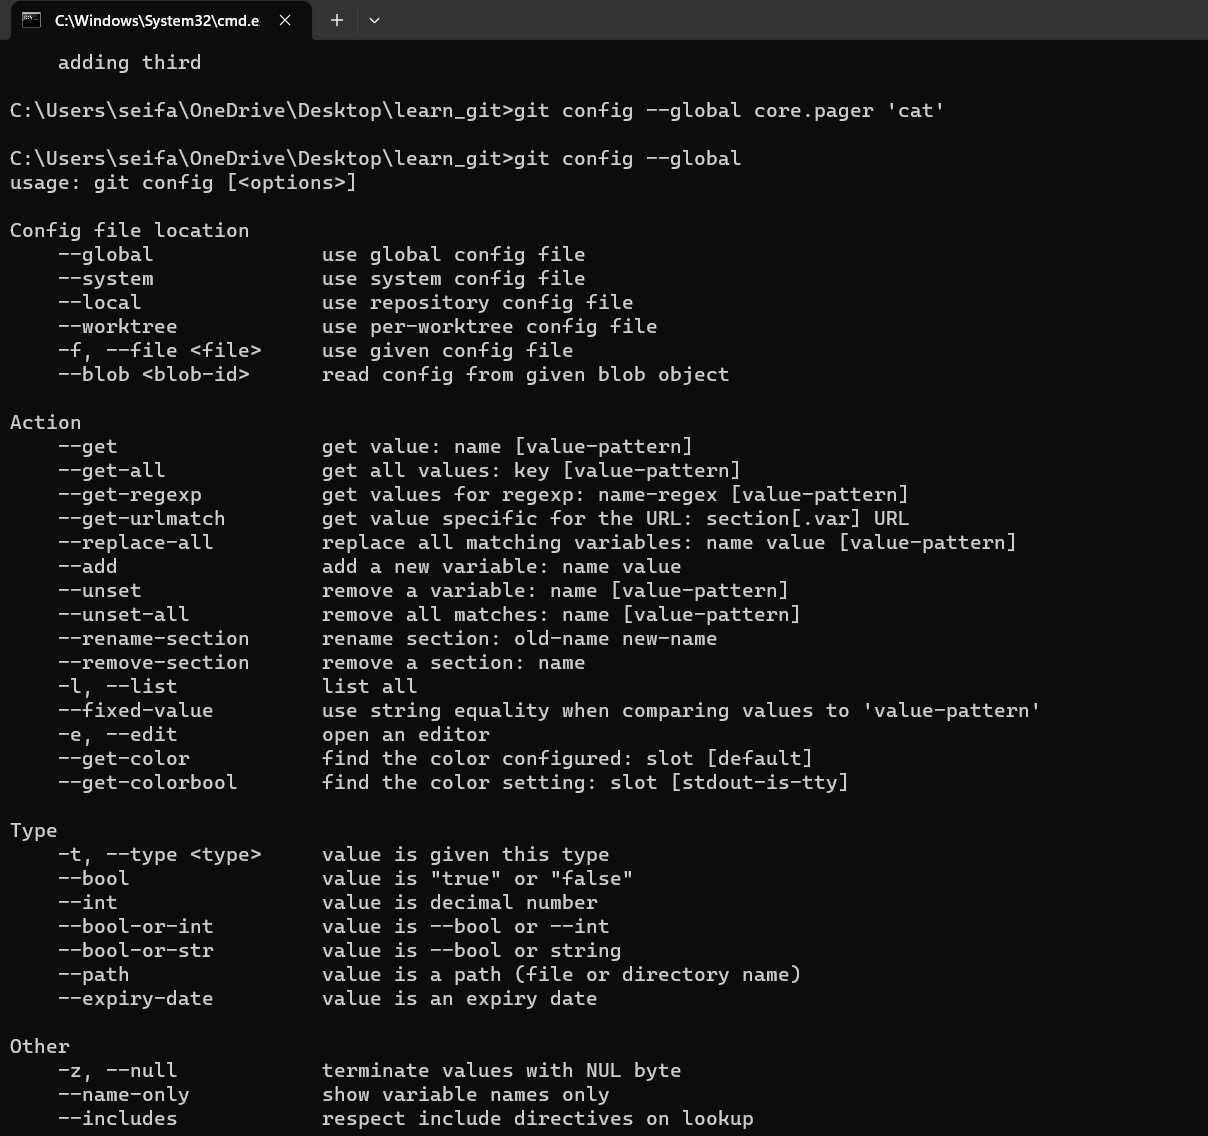 C:\Windows\System32\cmd.e
adding third
C:\Users\seifa\OneDrive\Desktop\learn_git>git config --global core.pager 'cat'
C:\Users\seifa\OneDrive\Desktop\learn_git>git config --global
usage: git config [<options>]
Config file location
--global use global config file
--system use system config file
--local use repository config file
--worktree use per-worktree config file
-f, --file <file> use given config file
--blob <blob-id> read config from given blob object
Action
--get get value: name [value-pattern]
--get-all get all values: key [value-pattern]
--get-regexp get values for regexp: name-regex [value-pattern]
--get-urlmatch get value specific for the URL: section[.var] URL
--replace-all replace all matching variables: name value [value-pattern]
--add add a new variable: name value
--unset remove a variable: name [value-pattern]
--unset-all remove all matches: name [value-pattern]
--rename-section rename section: old-name new-name
--remove-section remove a section: name
-l, --list list all
--fixed-value use string equality when comparing values to 'value-pattern'
-e, --edit open an editor
--get-color find the color configured: slot [default]
--get-colorbool find the color setting: slot [stdout-is-tty]
Type
-t, --type <type> value is given this type
--bool value is "true" or "false"
--int value is decimal number
--bool-or-int value is --bool or --int
--bool-or-str value is --bool or string
--path value is a path (file or directory name)
--expiry-date value is an expiry date
Other
-z, --null terminate values with NUL byte
--name-only show variable names only
--includes respect include directives on lookup